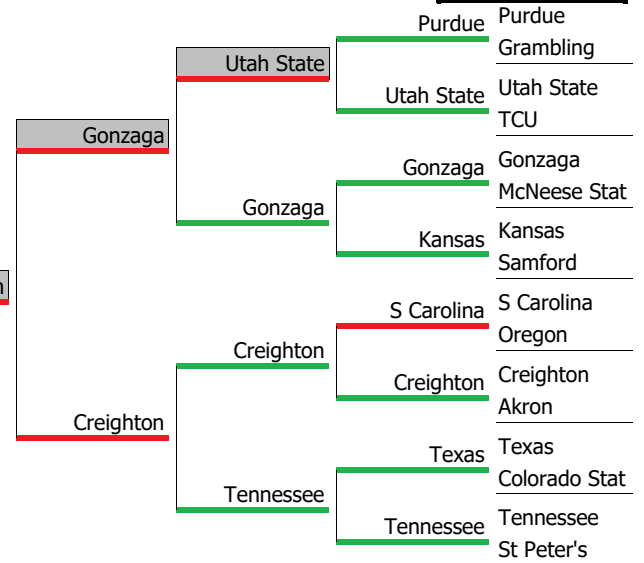 Purdue
Grambling
Utah State
TCU
Gonzaga
McNeese Stat
Kansas
Samford
S Carolina
Oregon
Creighton
Akron
Texas
Colorado Stat
Tennessee
St Peter's
Purdue
Utah State
Gonzaga
Kansas
S Carolina
Creighton
Texas
Tennessee
Utah State
Gonzaga
Creighton
Tennessee
Gonzaga
Creighton